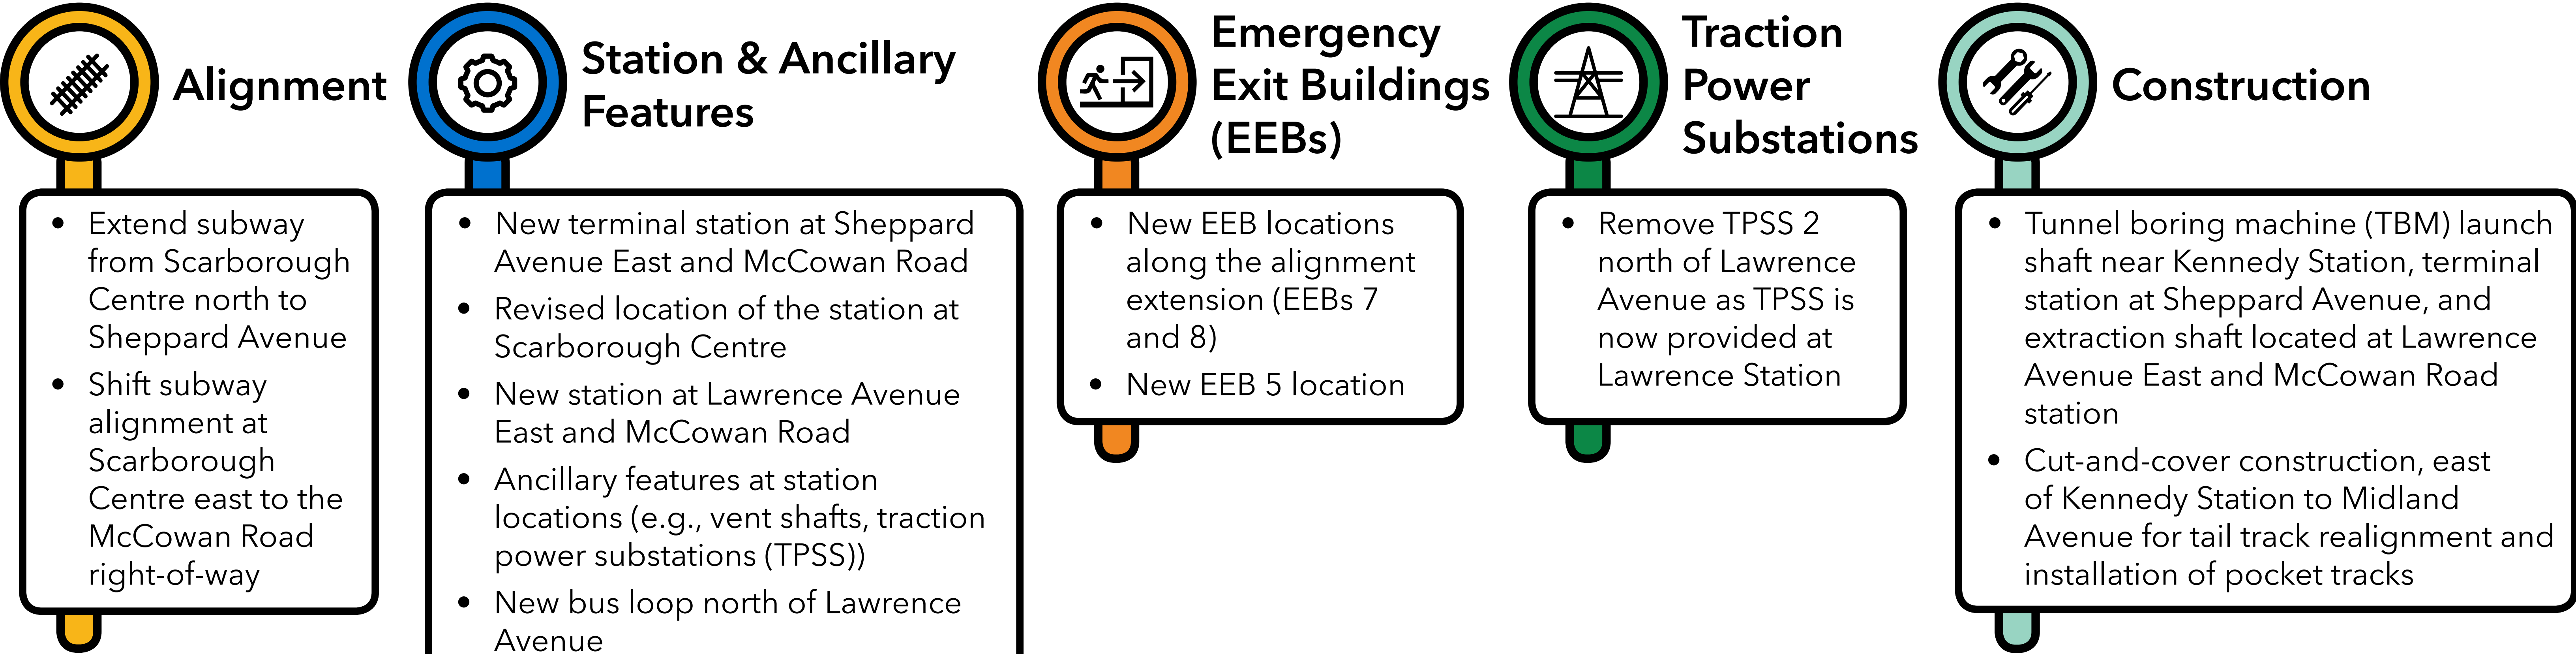 Alignment
• Extend subway
from Scarborough
Centre north to
Sheppard Avenue
• Shift subway
alignment at
Scarborough
Centre east to the
McCowan Road
right-of-way
Station & Ancillary
Features
• New terminal station at Sheppard
Avenue East and McCowan Road
• Revised location of the station at
Scarborough Centre
• New station at Lawrence Avenue
East and McCowan Road
• Ancillary features at station
locations (e.g., vent shafts, traction
power substations (TPSS))
• New bus loop north of Lawrence
Avenue
Emergency
Exit Buildings
(EEBs)
• New EEB locations
along the alignment
extension (EEBs 7
and 8)
• New EEB 5 location
Traction
Power
Substations
• Remove TPSS 2
north of Lawrence
Avenue as TPSS is
now provided at
Lawrence Station
Construction
• Tunnel boring machine (TBM) launch
shaft near Kennedy Station, terminal
station at Sheppard Avenue, and
extraction shaft located at Lawrence
Avenue East and McCowan Road
station
• Cut-and-cover construction, east
of Kennedy Station to Midland
Avenue for tail track realignment and
installation of pocket tracks